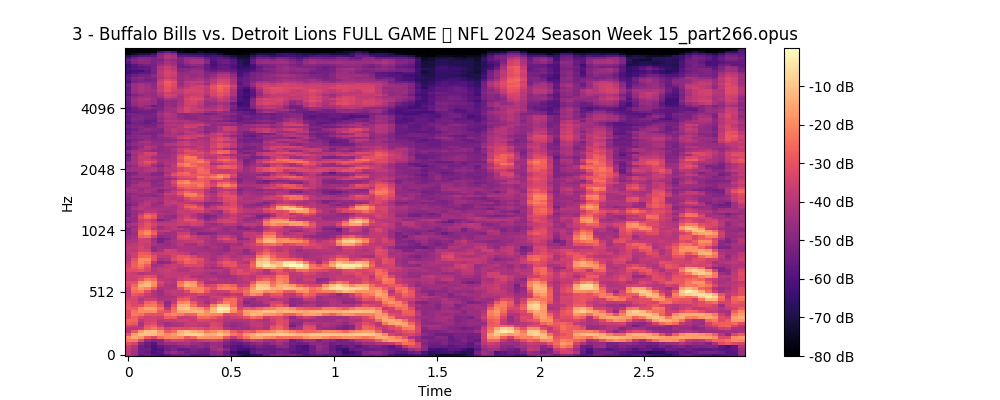 3 - Buffalo Bills vs. Detroit Lions FULL GAME ▯ NFL 2024 Season Week 15_part266.opus
Hz
4096
2048
1024
512
0
0 0.5 1 1.5 2 2.5
Time
-10 dB
-20 dB
-30 dB
-40 dB
-50 dB
-60 dB
-70 dB
-80 dB